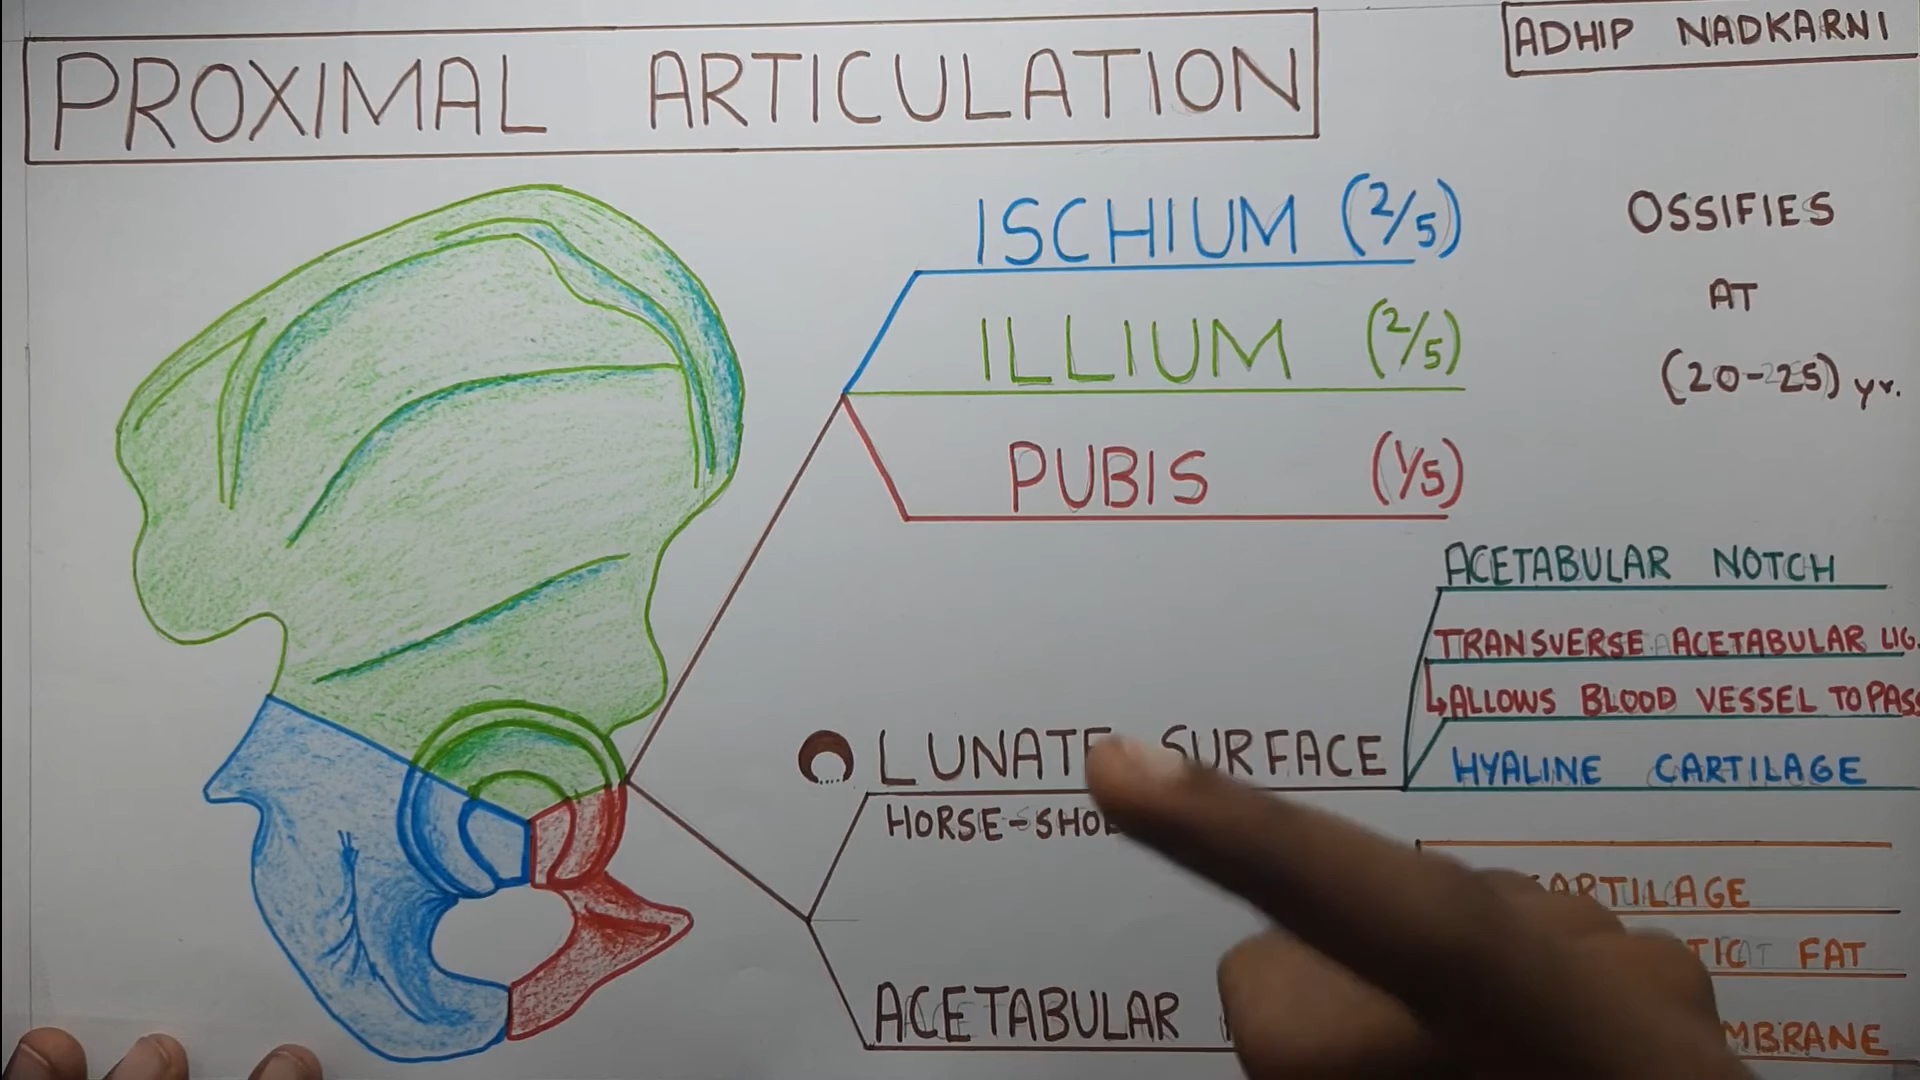 PROXIMAL ARTICULATION
ADHIP NADKARNI
ISCHIUM (2/5)
ILLIUM (2/5)
PUBIS (1/5)
OSSIFIES
AT
(20-25) yr.
ACETABULAR NOTCH
TRANSVERSE ACETABULAR LIG.
↳ALLOWS BLOOD VESSEL TO PASS
HYALINE CARTILAGE
LUNATE SURFACE
HORSE-SHOE
CARTILAGE
FAT
ACETABULAR